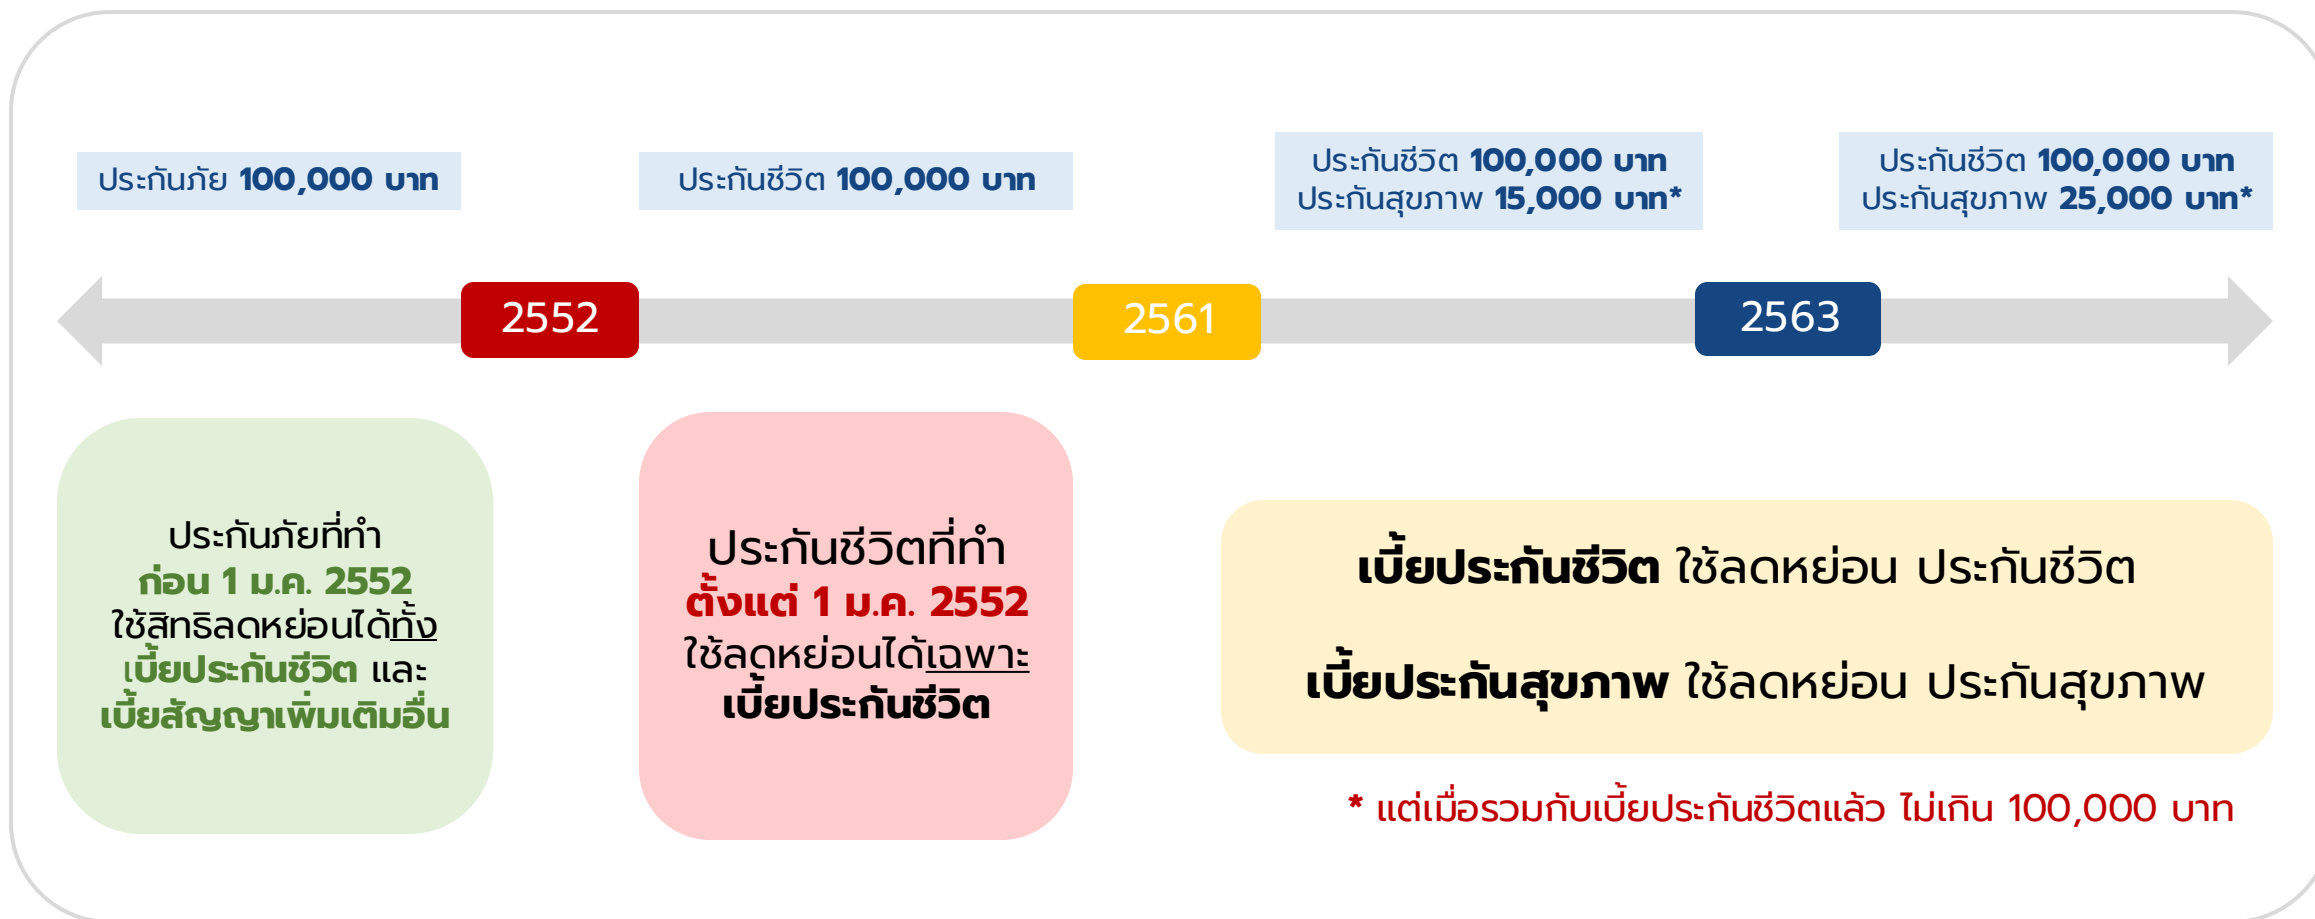 ประกันภัย 100,000 บาท
ประกันชีวิต 100,000 บาท
ประกันชีวิต 100,000 บาท
ประกันสุขภาพ 15,000 บาท*
ประกันชีวิต 100,000 บาท
ประกันสุขภาพ 25,000 บาท*
2552
2561
2563
ประกันภัยที่ทำ
ก่อน 1 ม.ค. 2552
ใช้สิทธิลดหย่อนได้ทั้ง
เบี้ยประกันชีวิต และ
เบี้ยสัญญาเพิ่มเติมอื่น
ประกันชีวิตที่ทำ
ตั้งแต่ 1 ม.ค. 2552
ใช้ลดหย่อนได้เฉพาะ
เบี้ยประกันชีวิต
เบี้ยประกันชีวิต ใช้ลดหย่อน ประกันชีวิต
เบี้ยประกันสุขภาพ ใช้ลดหย่อน ประกันสุขภาพ
* แต่เมื่อรวมกับเบี้ยประกันชีวิตแล้ว ไม่เกิน 100,000 บาท